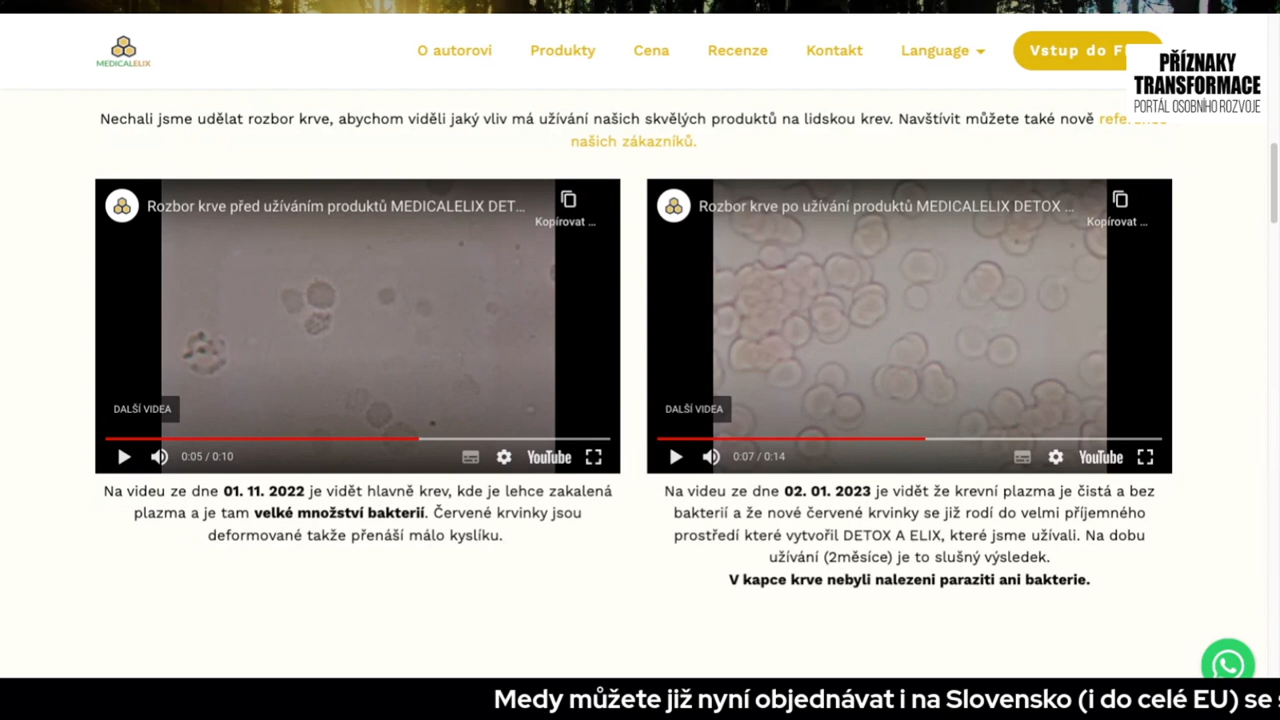 MEDICALELIX
O autorovi
Produkty
Cena
Recenze
Kontakt
Language
Vstup do
PŘÍZNAKY
TRANSFORMACE
PORTÁL OSOBNÍHO ROZVOJE
Nechali jsme udělat rozbor krve, abychom viděli jaký vliv má užívání našich skvělých produktů na lidskou krev. Navštívit můžete také nově
našich zákazníků.
Rozbor krve před užíváním produktů MEDICALELIX DET...
Kopírovat ...
DALŠÍ VIDEA
0:05 / 0:10
YouTube
Na videu ze dne 01. 11. 2022 je vidět hlavně krev, kde je lehce zakalená
plazma a je tam velké množství bakterií. Červené krvinky jsou
deformované takže přenáší málo kyslíku.
Rozbor krve po užívání produktů MEDICALELIX DETOX ...
Kopírovat ...
DALŠÍ VIDEA
0:07 / 0:14
YouTube
Na videu ze dne 02. 01. 2023 je vidět že krevní plazma je čistá a bez
bakterií a že nové červené krvinky se již rodí do velmi příjemného
prostředí které vytvořil DETOX A ELIX, které jsme užívali. Na dobu
užívání (2měsíce) je to slušný výsledek.
V kapce krve nebyli nalezeni paraziti ani bakterie.
Medy můžete již nyní objednávat i na Slovensko (i do celé EU) se